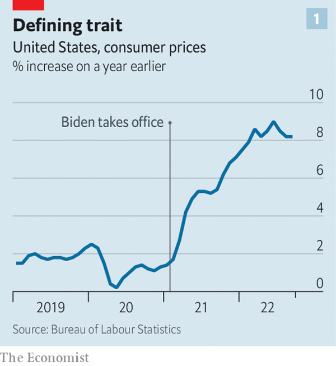 1
Defining trait
United States, consumer prices
% increase on a year earlier
10
Biden takes office
8
6
4
2
0
2019 20 21 22
Source: Bureau of Labour Statistics
The Economist